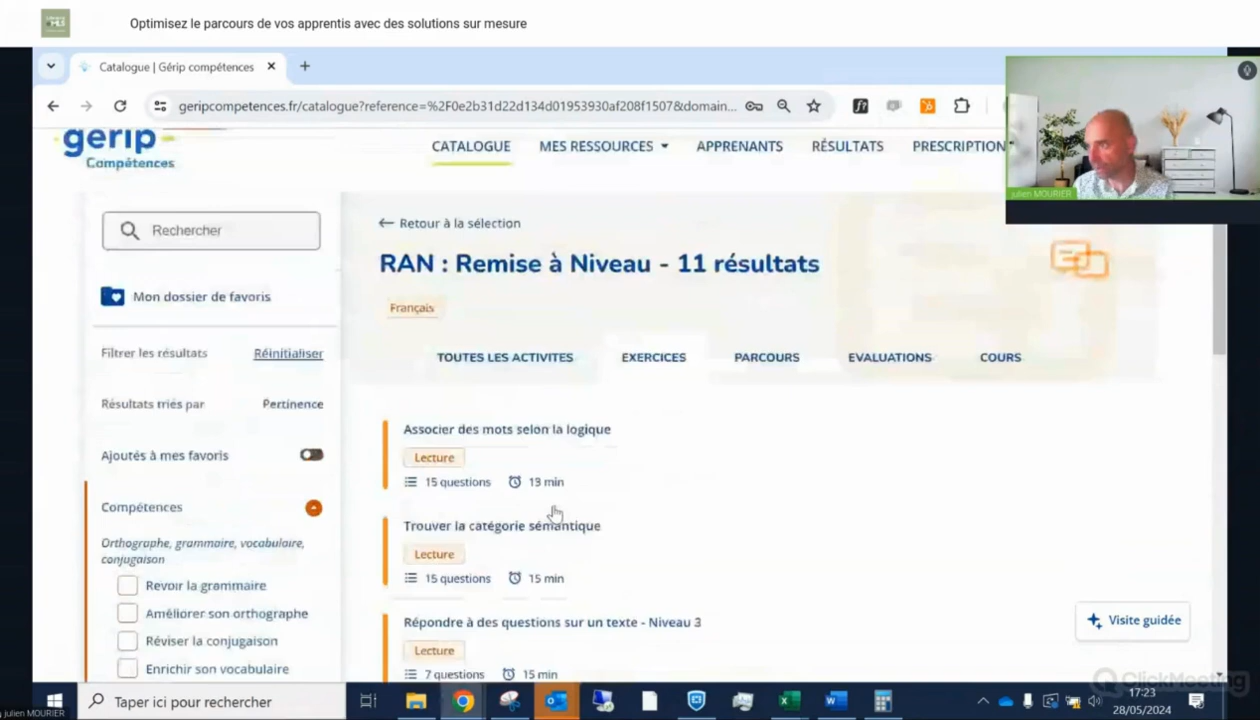 Optimisez le parcours de vos apprentis avec des solutions sur mesure
Catalogue | Gérip compétences
geripcompetences.fr/catalogue?reference=%2F0e2b31d22d134d01953930af208f1507&domain...
gerip
Compétences
CATALOGUE
MES RESSOURCES
APPRENANTS
RÉSULTATS
PRESCRIPTION
julien MOURIER
Rechercher
Mon dossier de favoris
Filtrer les résultats
Réinitialiser
Résultats triés par
Pertinence
Ajoutés à mes favoris
Compétences
Orthographe, grammaire, vocabulaire,
conjugaison
Revoir la grammaire
Améliorer son orthographe
Réviser la conjugaison
Enrichir son vocabulaire
← Retour à la sélection
RAN : Remise à Niveau - 11 résultats
Français
TOUTES LES ACTIVITES
EXERCICES
PARCOURS
EVALUATIONS
COURS
Associer des mots selon la logique
Lecture
15 questions 13 min
Trouver la catégorie sémantique
Lecture
15 questions 15 min
Répondre à des questions sur un texte - Niveau 3
Lecture
7 questions 15 min
Visite guidée
ClickMeeting
Taper ici pour rechercher
17:23
28/05/2024
julien MOURIER